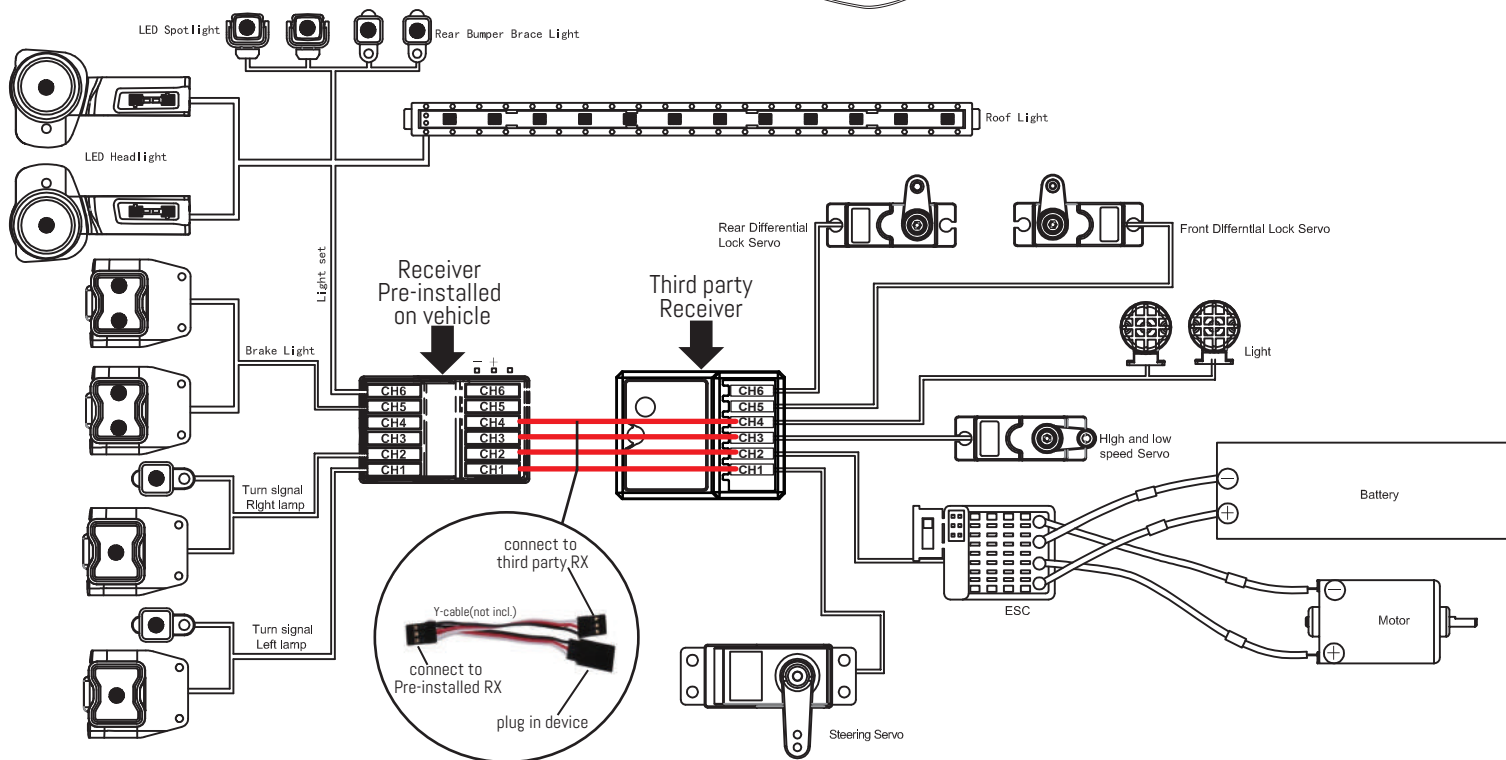 LED Spotlight
Rear Bumper Brace Light
Roof Light
LED Headlight
Rear Differential
Lock Servo
Front Differntial Lock Servo
Light set
Receiver
Pre-installed
on vehicle
Third party
Receiver
Light
Brake Light
− +
CH6
CH5
CH4
CH3
CH2
CH1
CH6
CH5
CH4
CH3
CH2
CH1
CH6
CH5
CH4
CH3
CH2
CH1
High and low
speed Servo
−
+
Battery
Turn signal
Right lamp
connect to
third party RX
Y-cable(not incl.)
connect to
Pre-installed RX
plug in device
ESC
−
+
Motor
Turn signal
Left lamp
Steering Servo